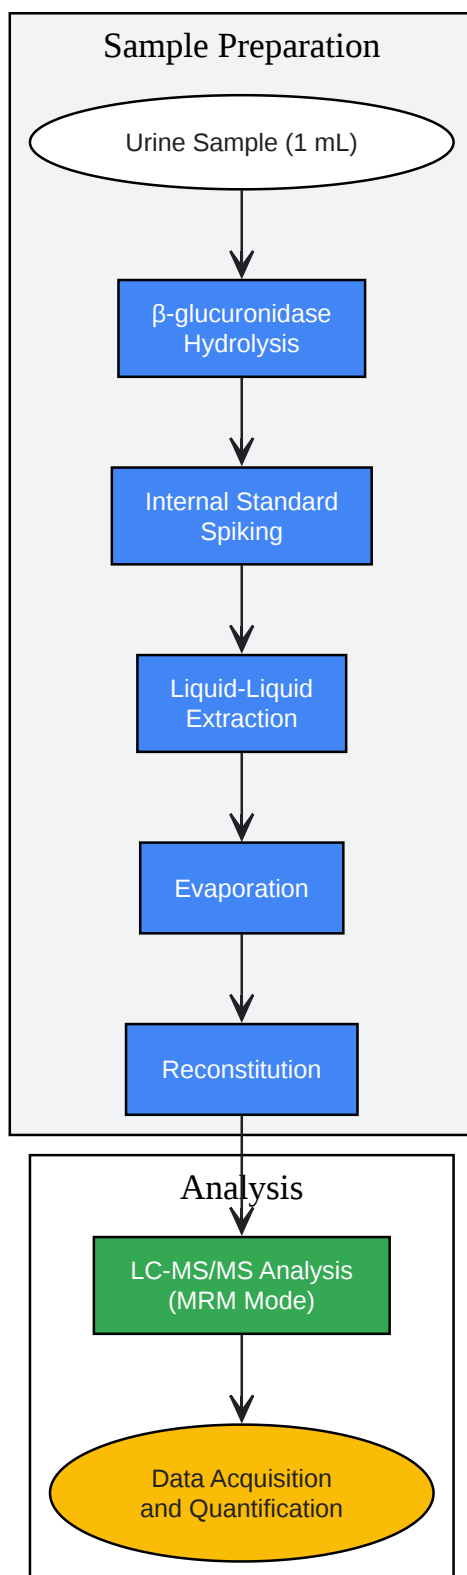 Sample Preparation
Urine Sample (1 mL)
β-glucuronidase
Hydrolysis
Internal Standard
Spiking
Liquid-Liquid
Extraction
Evaporation
Reconstitution
Analysis
LC-MS/MS Analysis
(MRM Mode)
Data Acquisition
and Quantification